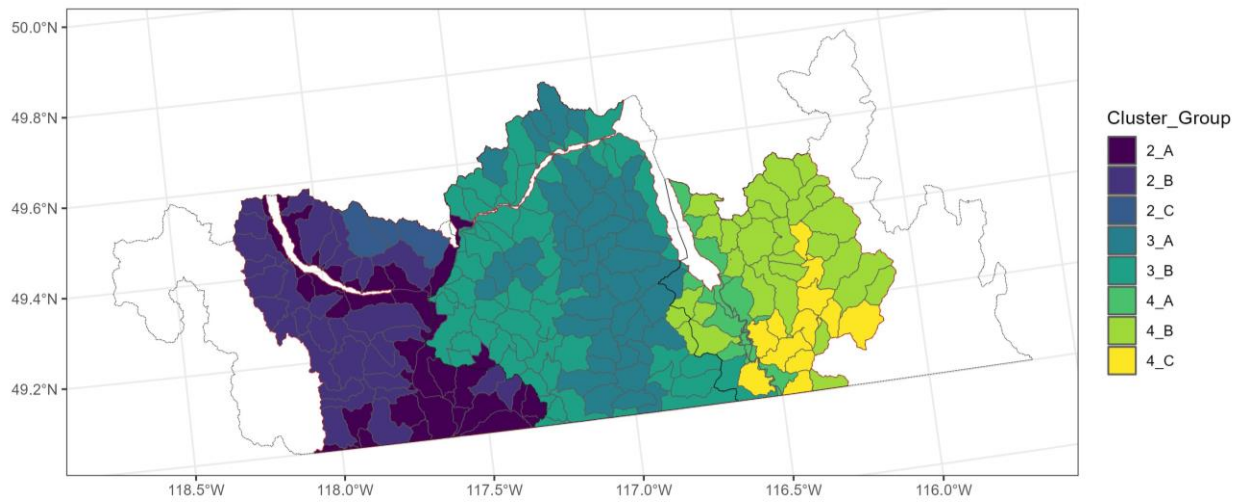 50.0°N
49.8°N
49.6°N
49.4°N
49.2°N
118.5°W 118.0°W 117.5°W 117.0°W 116.5°W 116.0°W
Cluster_Group
2_A
2_B
2_C
3_A
3_B
4_A
4_B
4_C